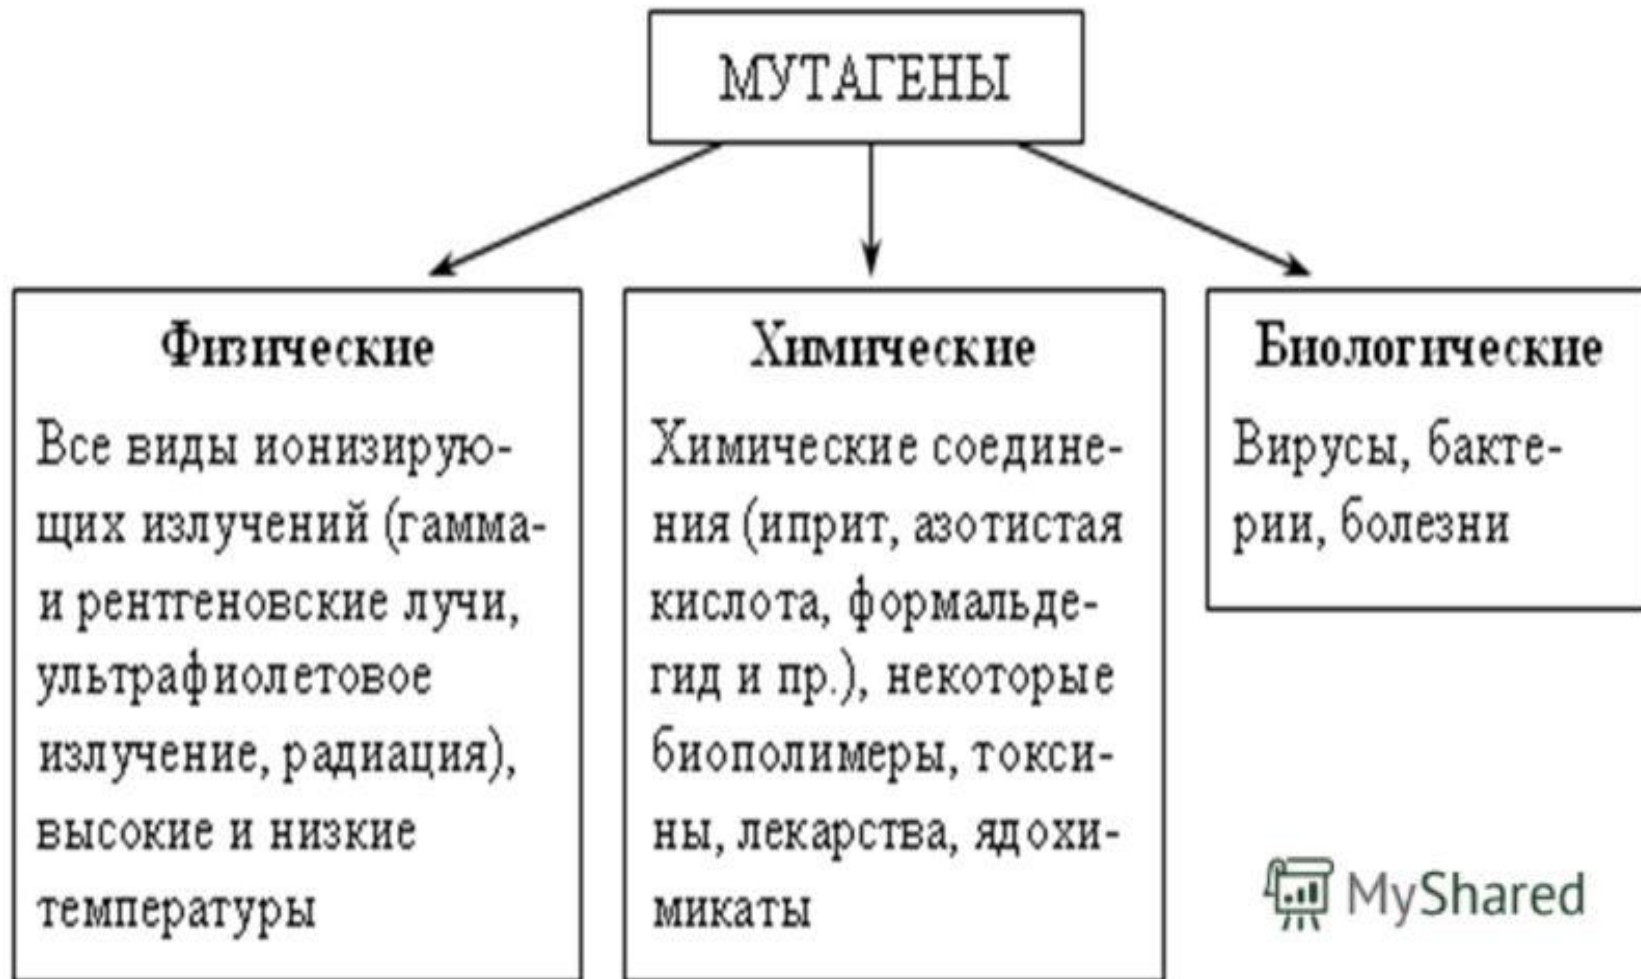 МУТАГЕНЫ
Физические
Все виды ионизирую-
щих излучений (гамма-
и рентгеновские лучи,
ультрафиолетовое
излучение, радиация),
высокие и низкие
температуры
Химические
Химические соедине-
ния (иприт, азотистая
кислота, формальде-
гид и пр.), некоторые
биополимеры, токси-
ны, лекарства, ядохи-
микаты
Биологические
Вирусы, бакте-
рии, болезни
MyShared